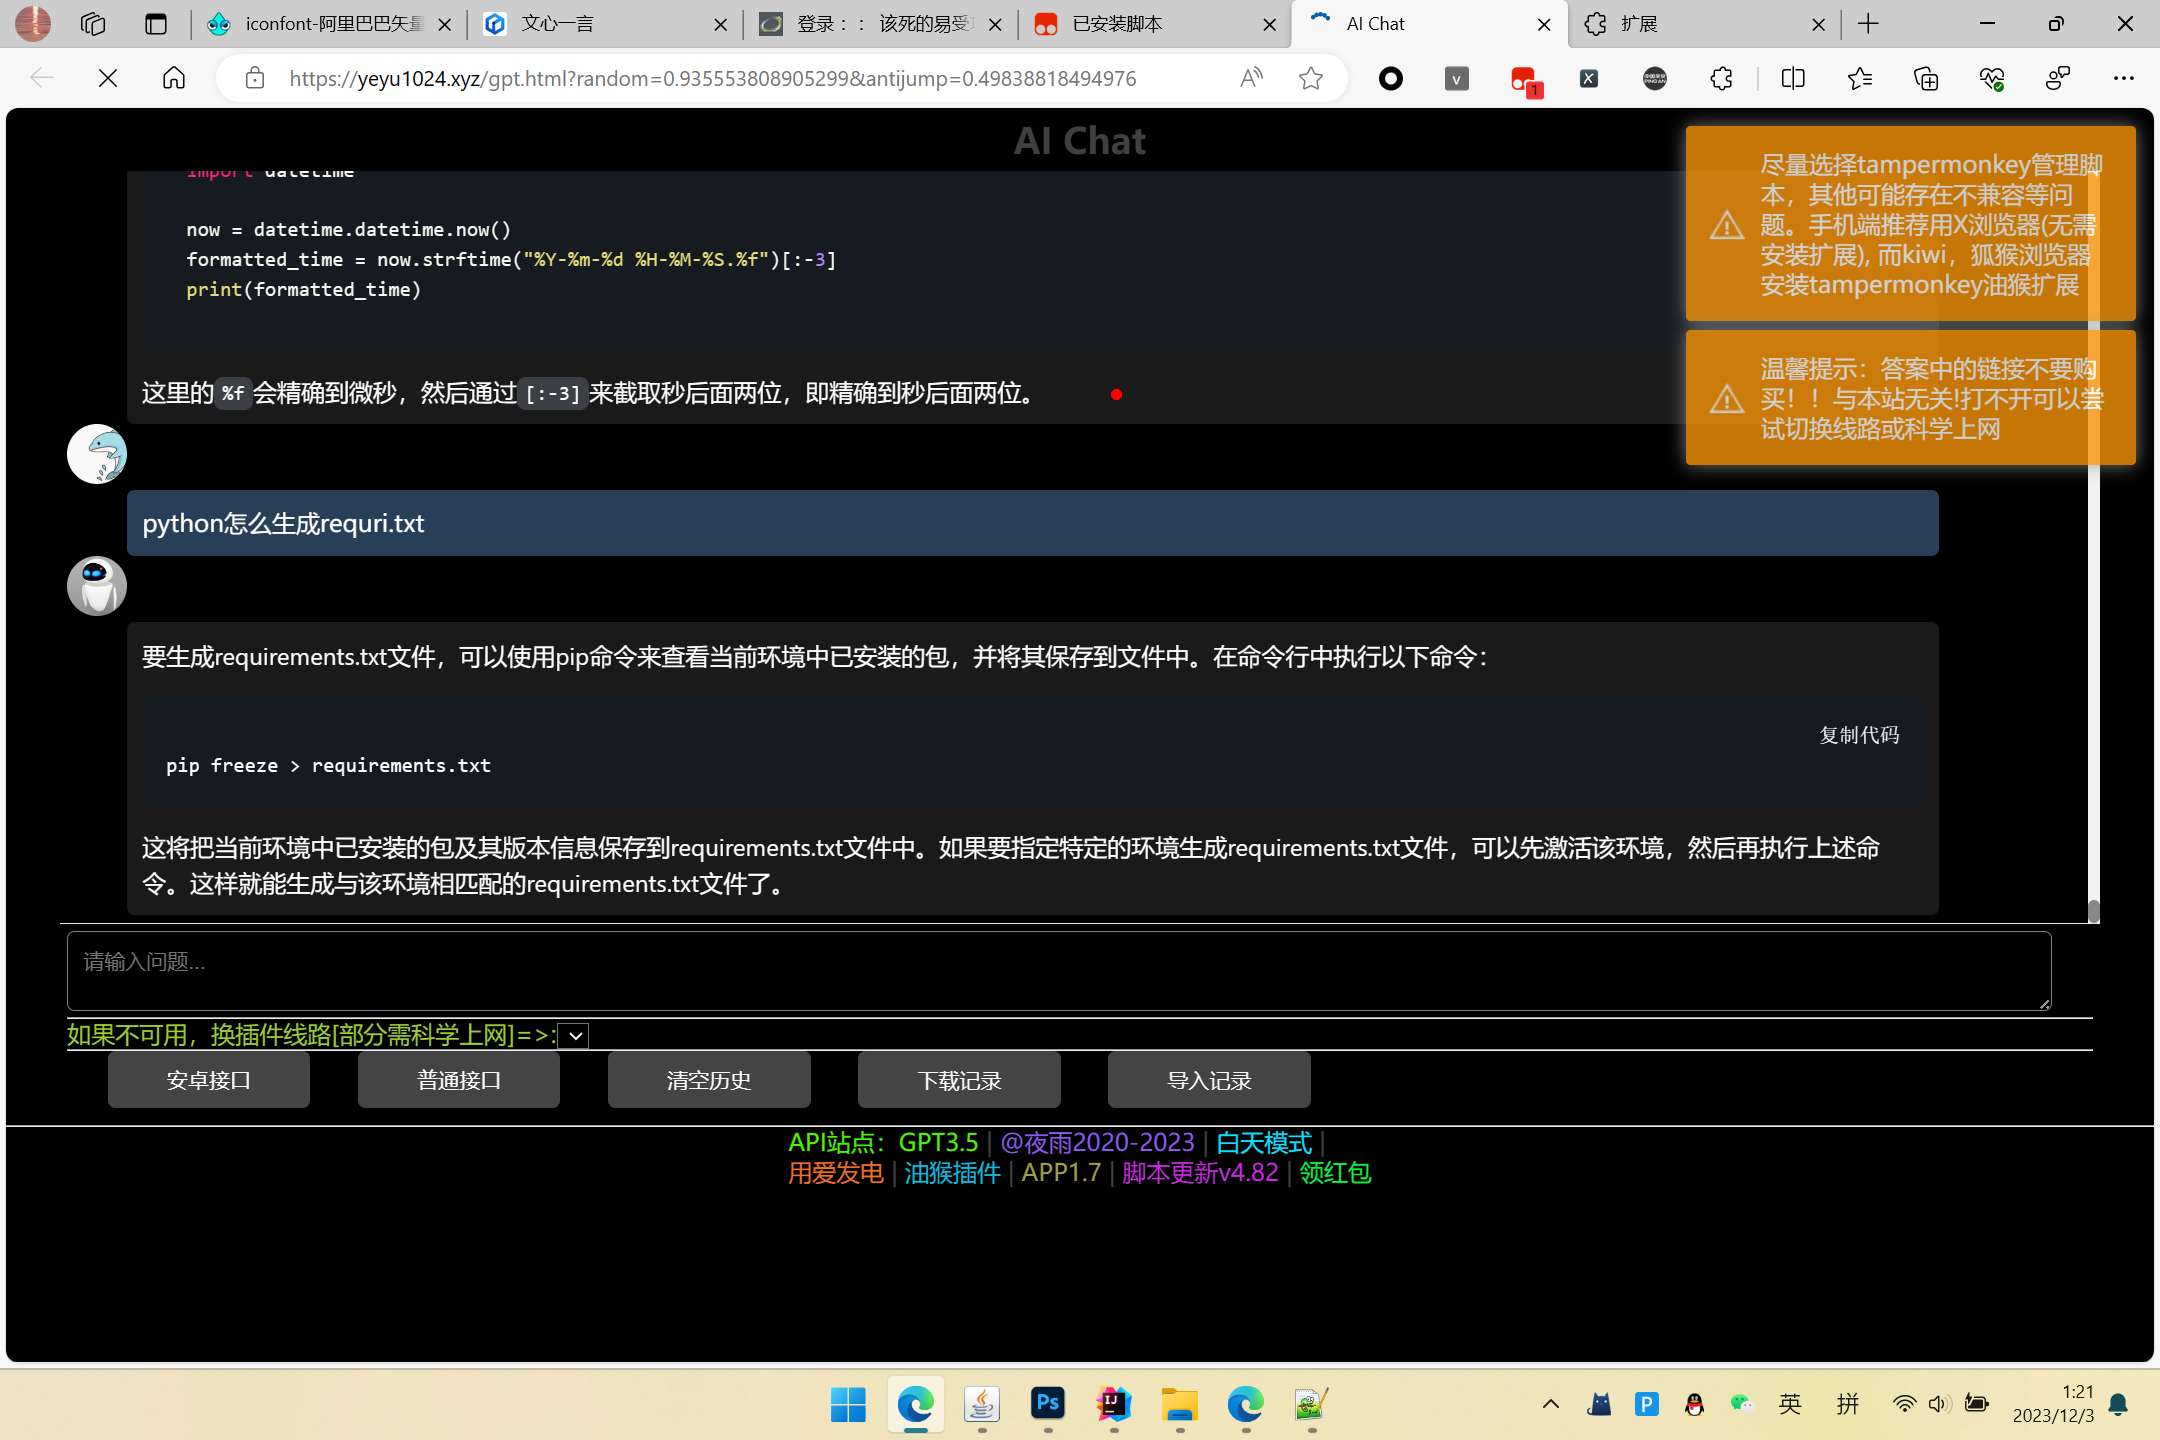 iconfont-阿里巴巴矢量
文心一言
登录：： 该死的易受
已安装脚本
AI Chat
扩展
https://yeyu1024.xyz/gpt.html?random=0.935553808905299&antijump=0.49838818494976
AI Chat
import datetime
now = datetime.datetime.now()
formatted_time = now.strftime("%Y-%m-%d %H-%M-%S.%f")[:-3]
print(formatted_time)
这里的 %f 会精确到微秒，然后通过 [:-3] 来截取秒后面两位，即精确到秒后面两位。
尽量选择tampermonkey管理脚
本，其他可能存在不兼容等问
题。手机端推荐用X浏览器(无需
安装扩展), 而kiwi，狐猴浏览器
安装tampermonkey油猴扩展
温馨提示：答案中的链接不要购
买！！与本站无关!打不开可以尝
试切换线路或科学上网
python怎么生成requri.txt
要生成requirements.txt文件，可以使用pip命令来查看当前环境中已安装的包，并将其保存到文件中。在命令行中执行以下命令：
复制代码
pip freeze > requirements.txt
这将把当前环境中已安装的包及其版本信息保存到requirements.txt文件中。如果要指定特定的环境生成requirements.txt文件，可以先激活该环境，然后再执行上述命
令。这样就能生成与该环境相匹配的requirements.txt文件了。
请输入问题...
如果不可用，换插件线路[部分需科学上网]=>:
安卓接口
普通接口
清空历史
下载记录
导入记录
API站点：GPT3.5 | @夜雨2020-2023 | 白天模式 |
用爱发电 | 油猴插件 | APP1.7 | 脚本更新v4.82 | 领红包
Ps
IJ
P
英
拼
1:21
2023/12/3